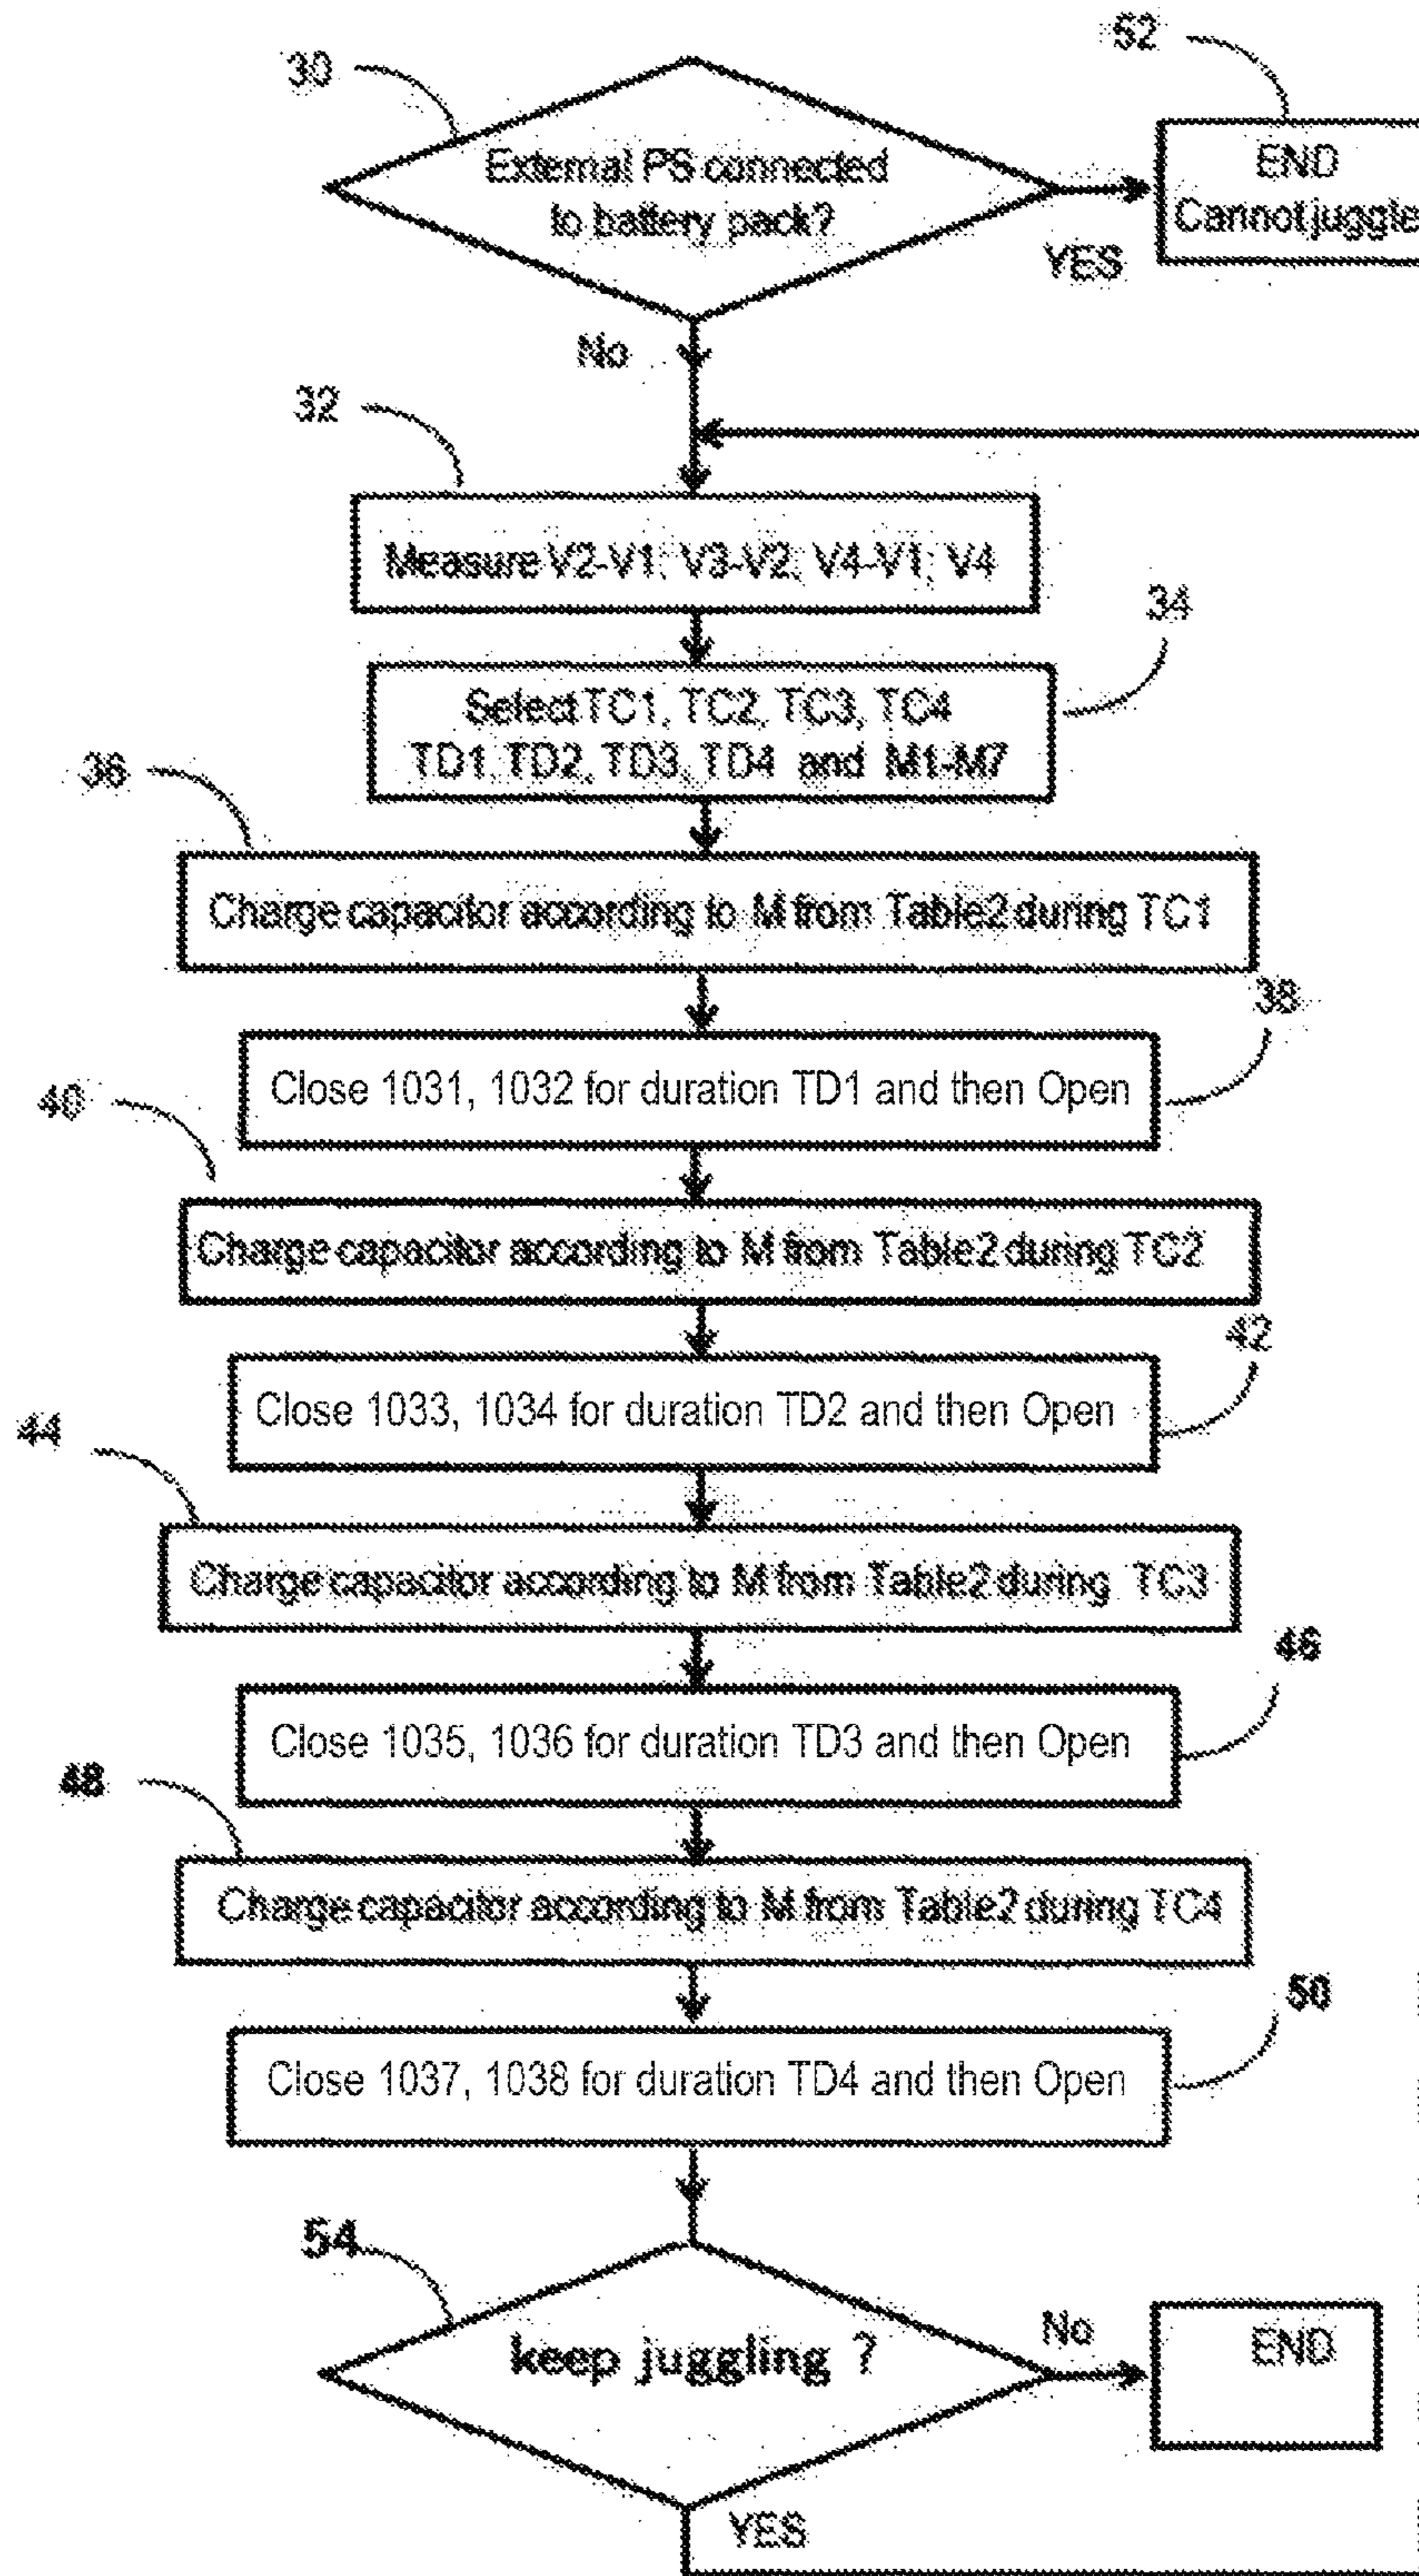 30
52
External PS connected
to battery pack?
END
Cannot juggle
YES
No
32
Measure V2-V1; V3-V2; V4-V1; V4
34
Select TC1, TC2, TC3, TC4
TD1, TD2, TD3, TD4 and M1-M7
36
Charge capacitor according to M from Table2 during TC1
38
Close 1031, 1032 for duration TD1 and then Open
40
Charge capacitor according to M from Table2 during TC2
42
Close 1033, 1034 for duration TD2 and then Open
44
Charge capacitor according to M from Table2 during TC3
46
Close 1035, 1036 for duration TD3 and then Open
48
Charge capacitor according to M from Table2 during TC4
50
Close 1037, 1038 for duration TD4 and then Open
54
keep juggling ?
No
END
YES